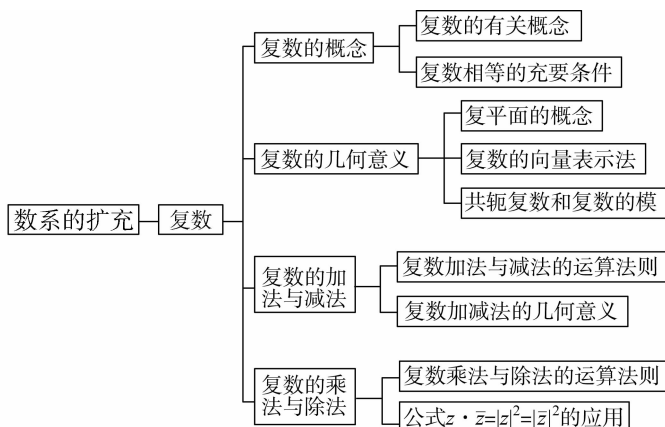 数系的扩充
复数
复数的概念
复数的有关概念
复数相等的充要条件
复数的几何意义
复平面的概念
复数的向量表示法
共轭复数和复数的模
复数的加
法与减法
复数加法与减法的运算法则
复数加减法的几何意义
复数的乘
法与除法
复数乘法与除法的运算法则
公式z·z̄=|z|²=|z̄|²的应用